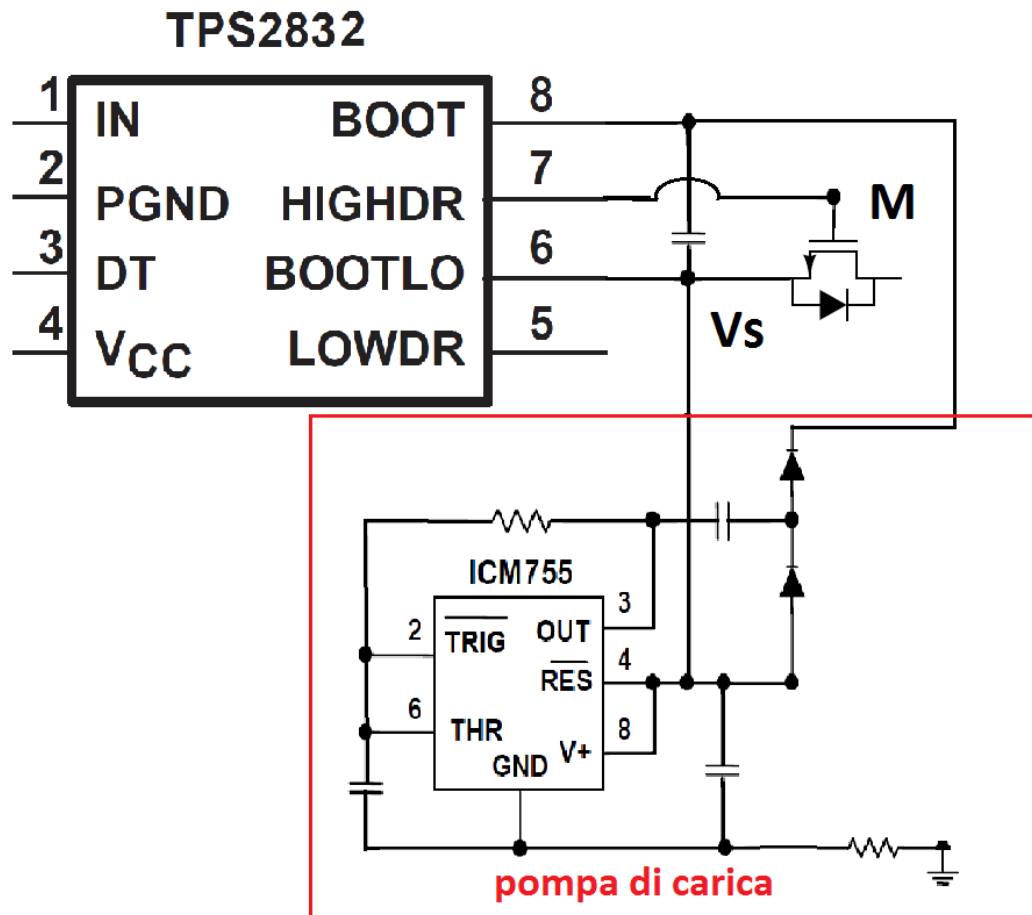 TPS2832
1 IN BOOT 8
2 PGND HIGHDR 7
3 DT BOOTLO 6
4 VCC LOWDR 5
M
Vs
ICM755
2 TRIG OUT 3
RES 4
6 THR V+ 8
GND
pompa di carica